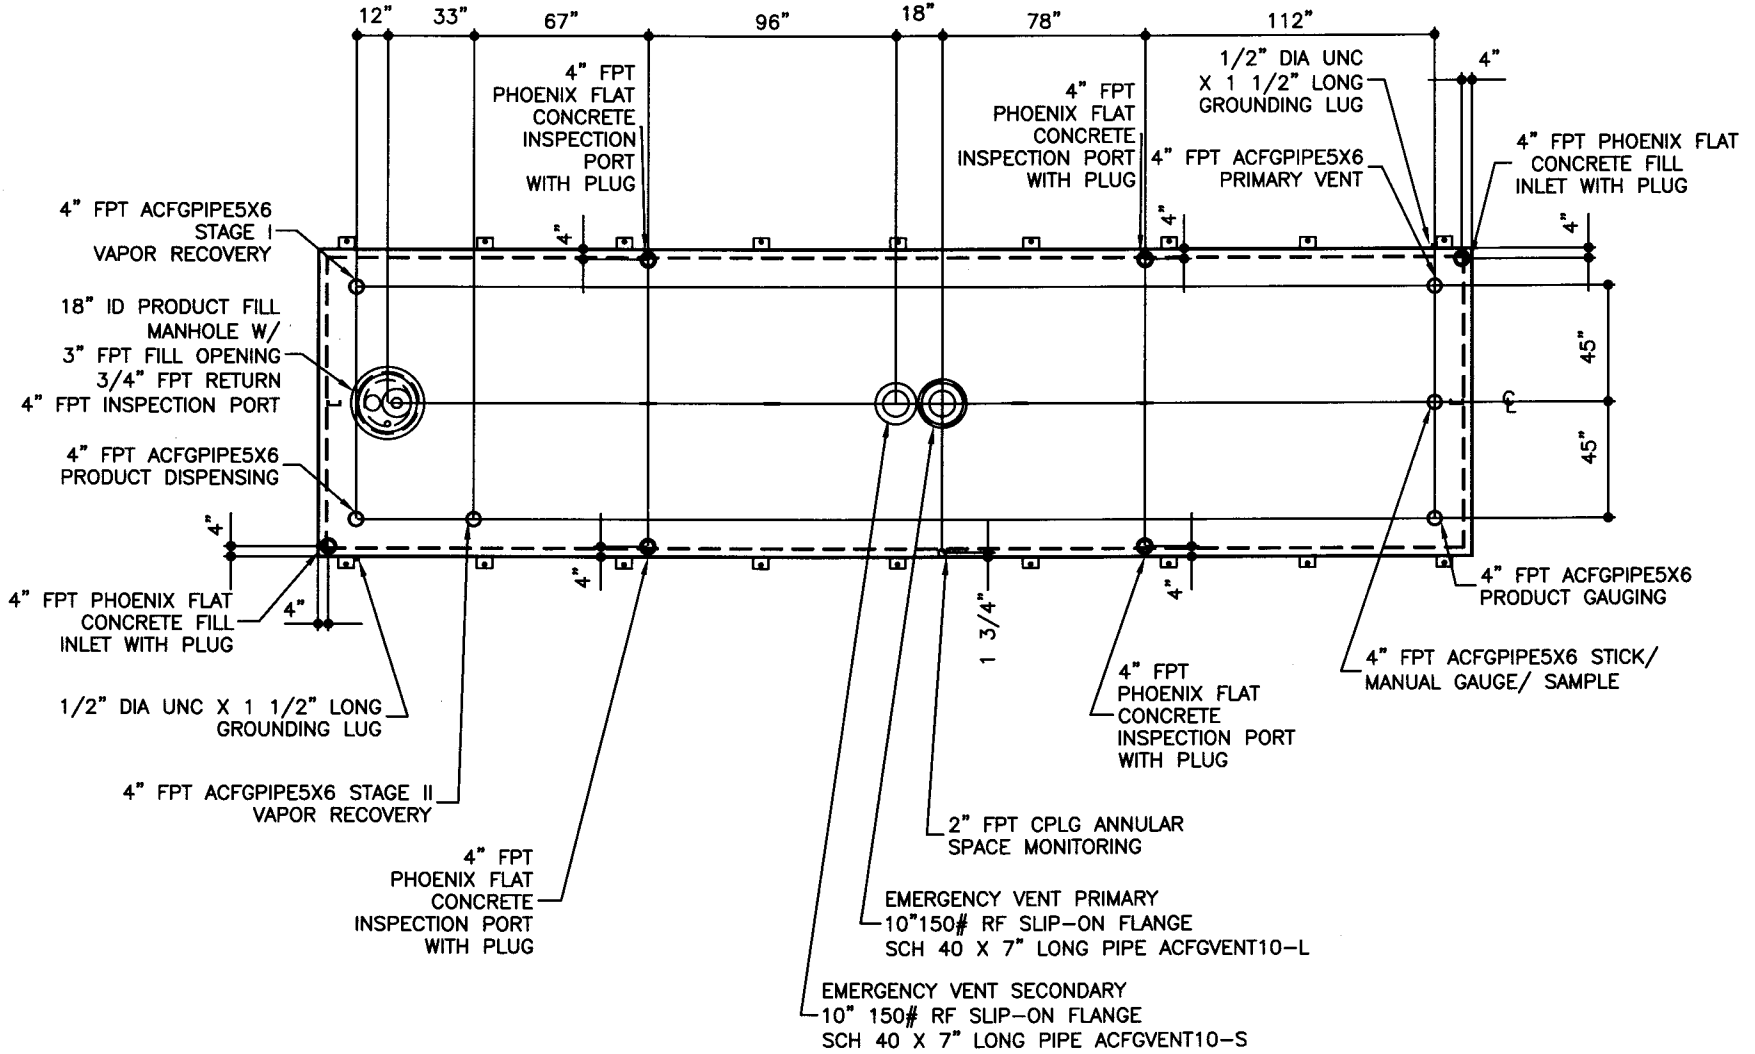 12"
33"
67"
96"
18"
78"
112"
4" FPT
PHOENIX FLAT
CONCRETE
INSPECTION
PORT
WITH PLUG
4" FPT
PHOENIX FLAT
CONCRETE
INSPECTION PORT
WITH PLUG
1/2" DIA UNC
X 1 1/2" LONG
GROUNDING LUG
4"
4" FPT ACFGPIPE5X6
PRIMARY VENT
4" FPT PHOENIX FLAT
CONCRETE FILL
INLET WITH PLUG
4" FPT ACFGPIPE5X6
STAGE I
VAPOR RECOVERY
4"
4"
4"
18" ID PRODUCT FILL
MANHOLE W/
3" FPT FILL OPENING
3/4" FPT RETURN
4" FPT INSPECTION PORT
45"
℄
45"
4" FPT ACFGPIPE5X6
PRODUCT DISPENSING
4"
4"
4"
4" FPT PHOENIX FLAT
CONCRETE FILL
INLET WITH PLUG
4"
1 3/4"
4" FPT ACFGPIPE5X6
PRODUCT GAUGING
4" FPT ACFGPIPE5X6 STICK/
MANUAL GAUGE/ SAMPLE
1/2" DIA UNC X 1 1/2" LONG
GROUNDING LUG
4" FPT
PHOENIX FLAT
CONCRETE
INSPECTION PORT
WITH PLUG
4" FPT ACFGPIPE5X6 STAGE II
VAPOR RECOVERY
2" FPT CPLG ANNULAR
SPACE MONITORING
4" FPT
PHOENIX FLAT
CONCRETE
INSPECTION PORT
WITH PLUG
EMERGENCY VENT PRIMARY
10"150# RF SLIP-ON FLANGE
SCH 40 X 7" LONG PIPE ACFGVENT10-L
EMERGENCY VENT SECONDARY
10" 150# RF SLIP-ON FLANGE
SCH 40 X 7" LONG PIPE ACFGVENT10-S